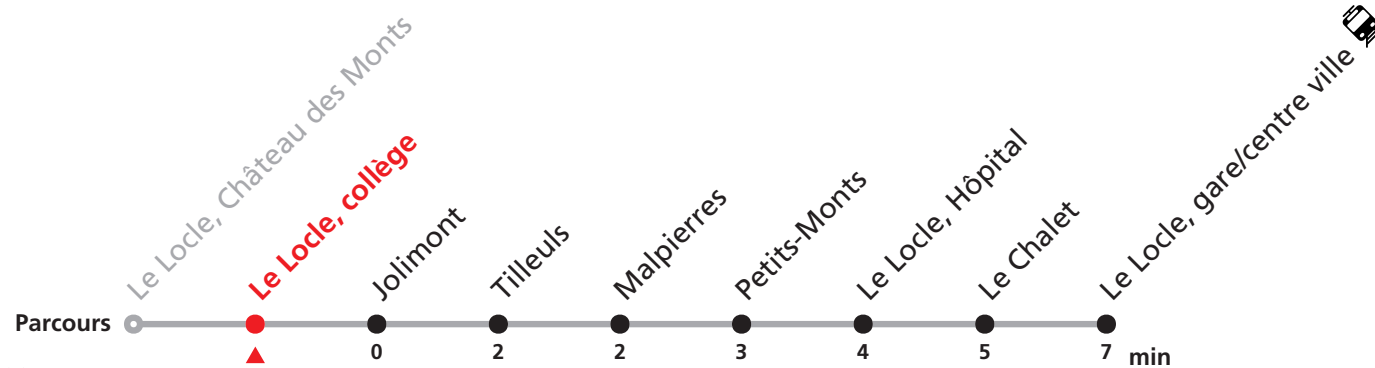 Le Locle, Château des Monts
Le Locle, collège
Jolimont
Tilleuls
Malpierres
Petits-Monts
Le Locle, Hôpital
Le Chalet
Le Locle, gare/centre ville
Parcours
0 2 2 3 4 5 7 min